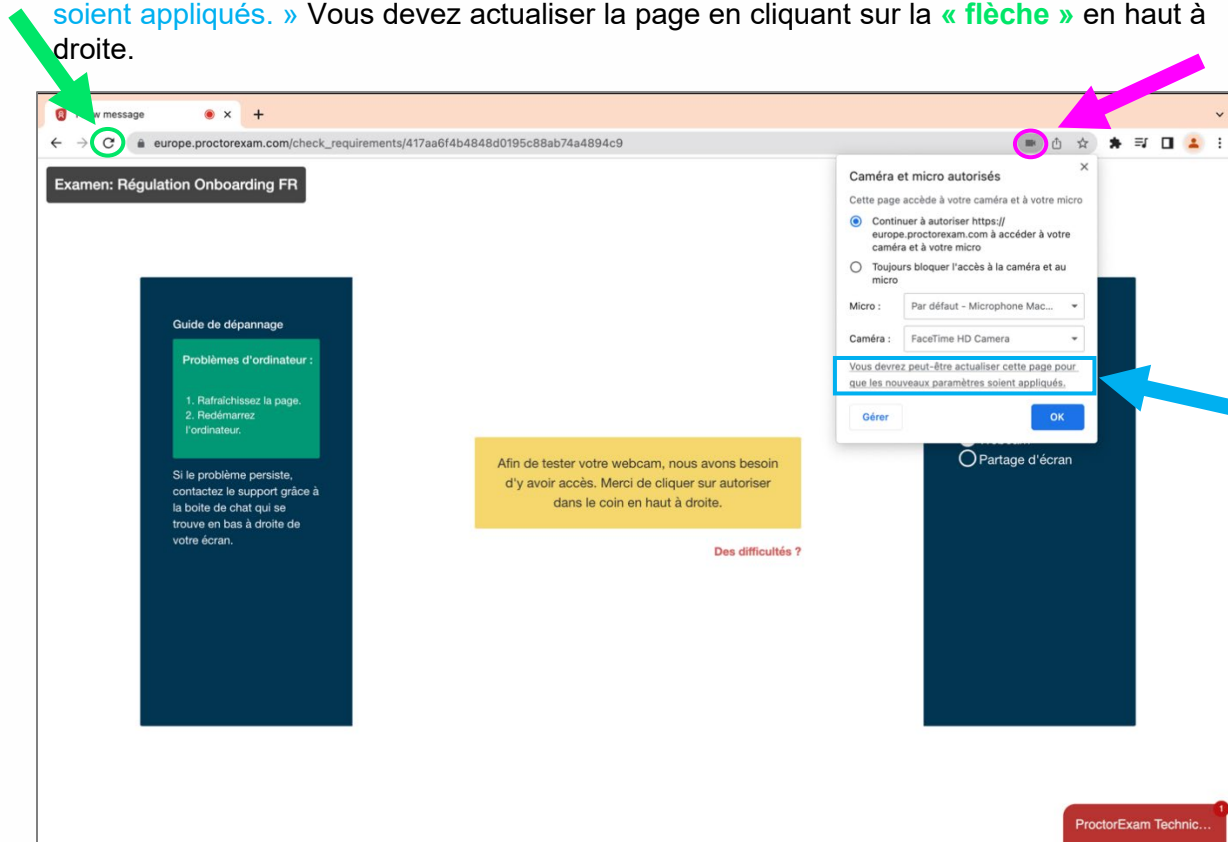 soient appliqués. » Vous devez actualiser la page en cliquant sur la « flèche » en haut à
droite.
w message
europe.proctorexam.com/check_requirements/417aa6f4b4848d0195c88ab74a4894c9
Examen: Régulation Onboarding FR
Caméra et micro autorisés
Cette page accède à votre caméra et à votre micro
Continuer à autoriser https://
europe.proctorexam.com à accéder à votre
caméra et à votre micro
Toujours bloquer l'accès à la caméra et au
micro
Micro :
Par défaut - Microphone Mac...
Caméra :
FaceTime HD Camera
Vous devrez peut-être actualiser cette page pour
que les nouveaux paramètres soient appliqués.
Gérer
OK
Guide de dépannage
Problèmes d'ordinateur :
1. Rafraîchissez la page.
2. Redémarrez
l'ordinateur.
Si le problème persiste,
contactez le support grâce à
la boite de chat qui se
trouve en bas à droite de
votre écran.
Afin de tester votre webcam, nous avons besoin
d'y avoir accès. Merci de cliquer sur autoriser
dans le coin en haut à droite.
Des difficultés ?
Partage d'écran
1
ProctorExam Technic...